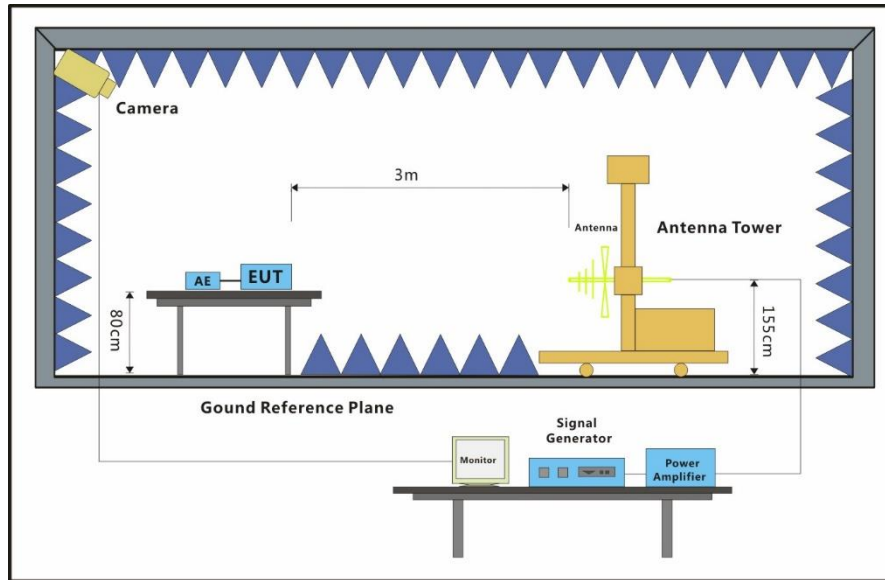 Camera
3m
Antenna
Antenna Tower
AE
EUT
80cm
155cm
Gound Reference Plane
Signal
Generator
Monitor
Power
Amplifier